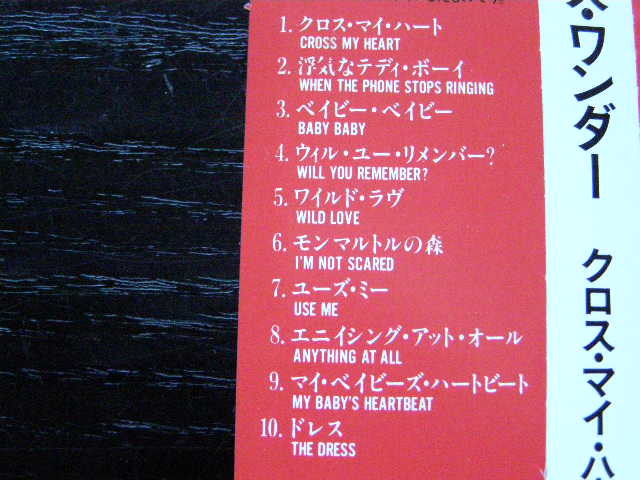 1. クロス・マイ・ハート
CROSS MY HEART
2. 浮気なテディ・ボーイ
WHEN THE PHONE STOPS RINGING
3. ベイビー・ベイビー
BABY BABY
4. ウィル・ユー・リメンバー?
WILL YOU REMEMBER?
5. ワイルド・ラヴ
WILD LOVE
6. モンマルトルの森
I'M NOT SCARED
7. ユーズ・ミー
USE ME
8. エニイシング・アット・オール
ANYTHING AT ALL
9. マイ・ベイビーズ・ハートビート
MY BABY'S HEARTBEAT
10. ドレス
THE DRESS
ス・ワンダー クロス・マイ・ハ